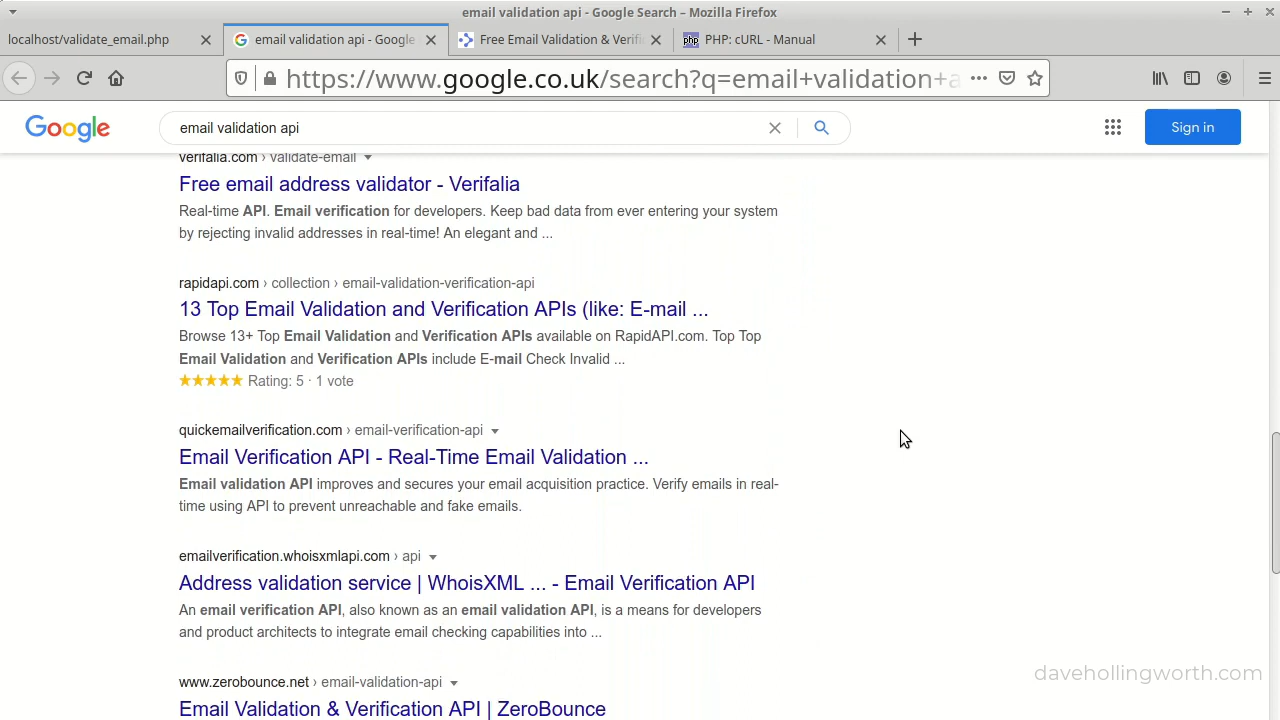 email validation api - Google Search – Mozilla Firefox
localhost/validate_email.php
email validation api - Google
Free Email Validation & Verifi
php PHP: cURL - Manual
https://www.google.co.uk/search?q=email+validation+a
Google
email validation api
Sign in
verifalia.com › validate-email
Free email address validator - Verifalia
Real-time API. Email verification for developers. Keep bad data from ever entering your system
by rejecting invalid addresses in real-time! An elegant and ...
rapidapi.com › collection › email-validation-verification-api
13 Top Email Validation and Verification APIs (like: E-mail ...
Browse 13+ Top Email Validation and Verification APIs available on RapidAPI.com. Top Top
Email Validation and Verification APIs include E-mail Check Invalid ...
Rating: 5 · 1 vote
quickemailverification.com › email-verification-api
Email Verification API - Real-Time Email Validation ...
Email validation API improves and secures your email acquisition practice. Verify emails in real-
time using API to prevent unreachable and fake emails.
emailverification.whoisxmlapi.com › api
Address validation service | WhoisXML ... - Email Verification API
An email verification API, also known as an email validation API, is a means for developers
and product architects to integrate email checking capabilities into ...
www.zerobounce.net › email-validation-api
Email Validation & Verification API | ZeroBounce
davehollingworth.com